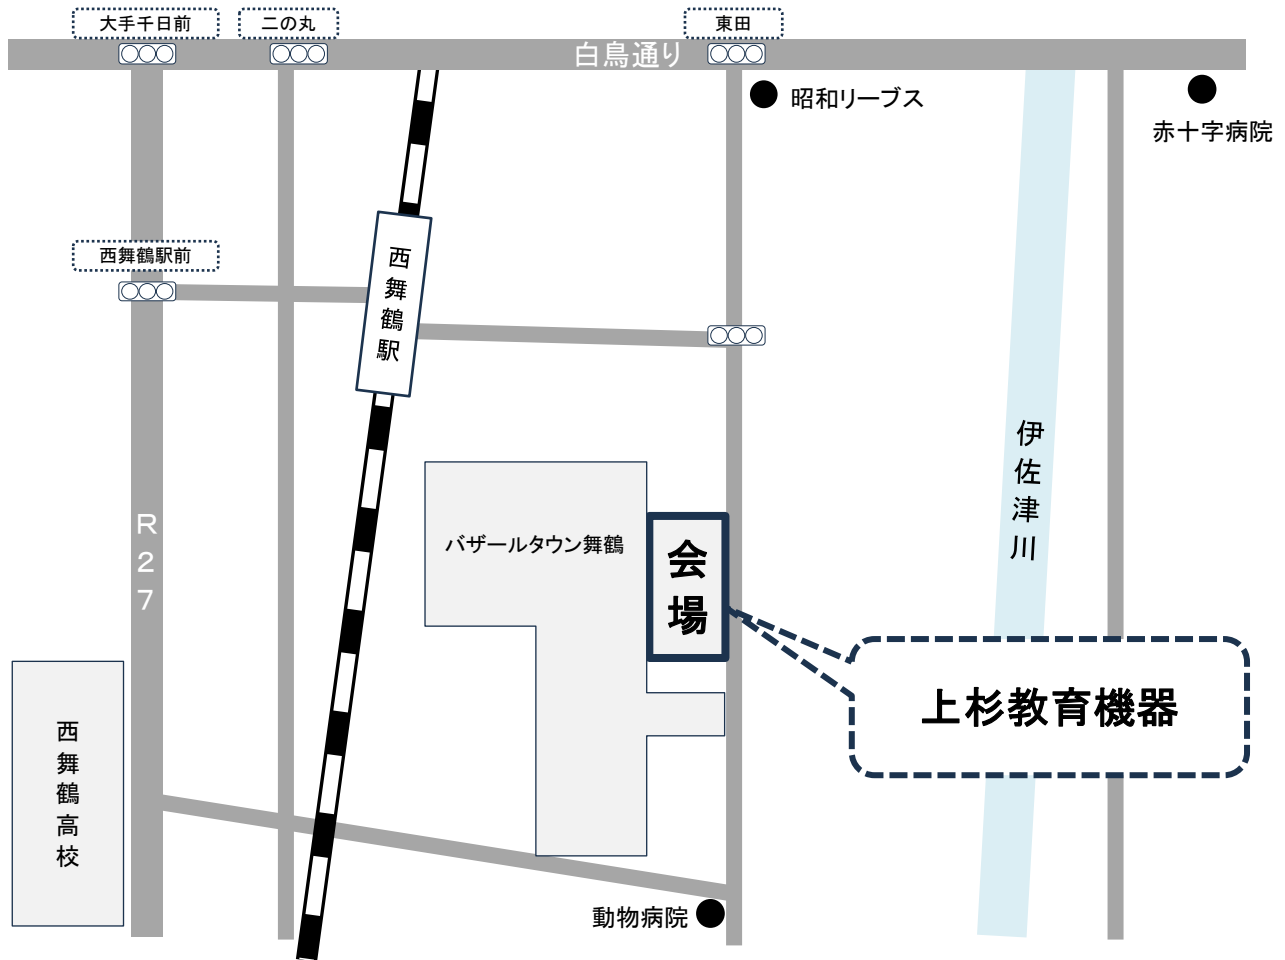 大手千日前
二の丸
東田
白鳥通り
昭和リーブス
赤十字病院
西舞鶴駅前
西舞鶴駅
伊佐津川
R27
バザールタウン舞鶴
会場
上杉教育機器
西舞鶴高校
動物病院